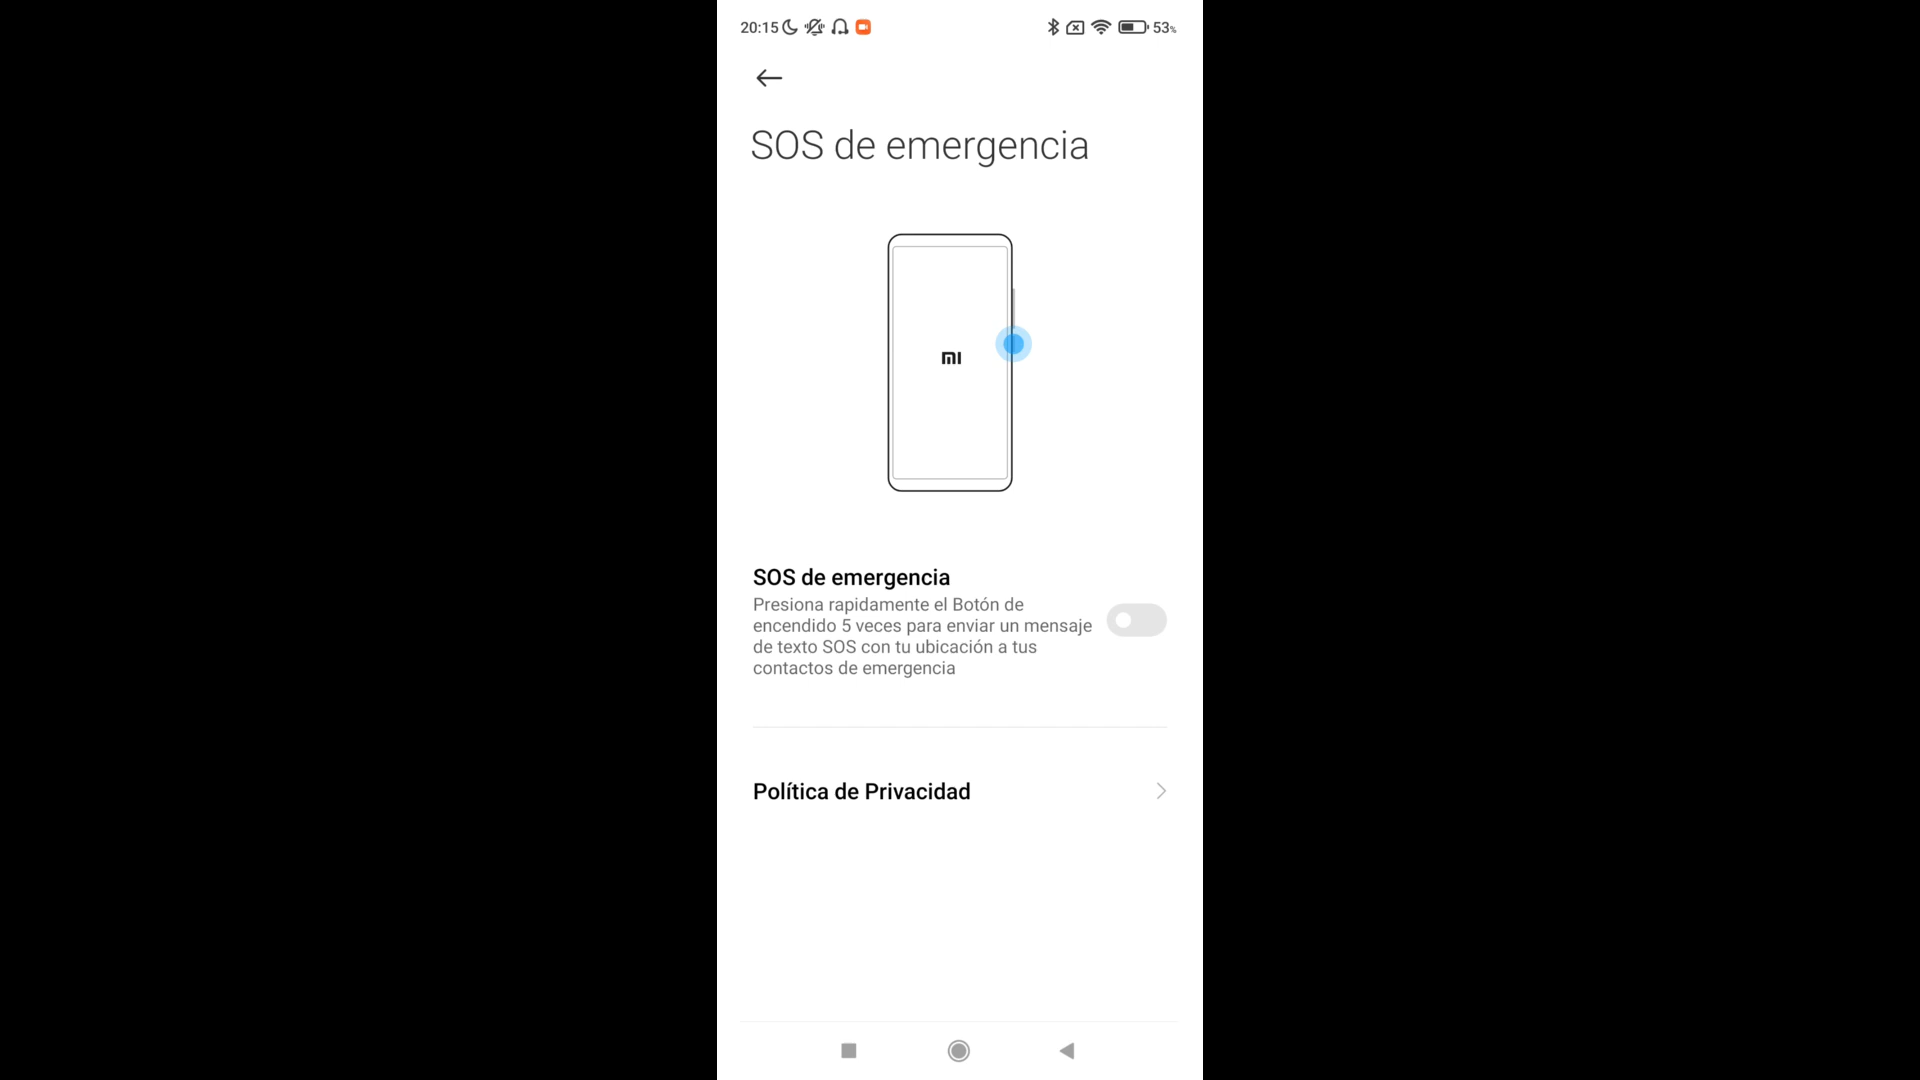 20:15
53%
SOS de emergencia
mi
SOS de emergencia
Presiona rapidamente el Botón de
encendido 5 veces para enviar un mensaje
de texto SOS con tu ubicación a tus
contactos de emergencia
Política de Privacidad